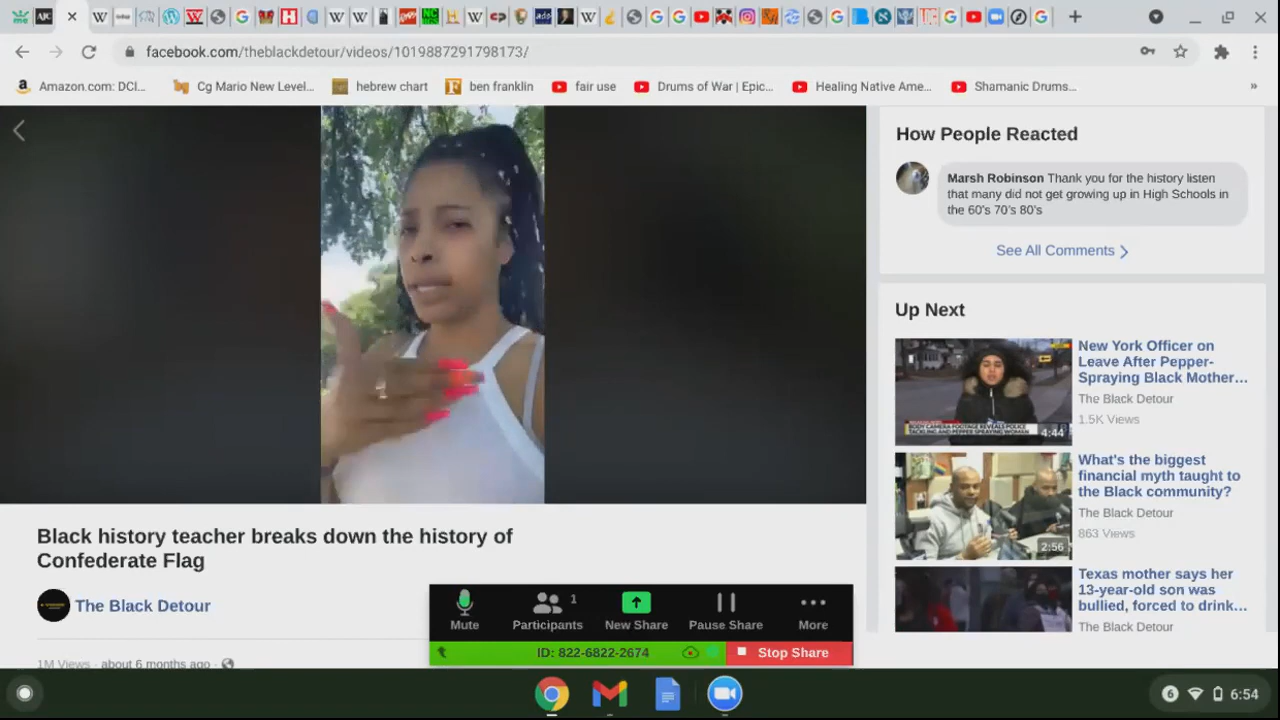 facebook.com/theblackdetour/videos/1019887291798173/
Amazon.com: DCI...
Cg Mario New Level...
hebrew chart
ben franklin
fair use
Drums of War | Epic...
Healing Native Ame...
Shamanic Drums...
»
How People Reacted
Marsh Robinson Thank you for the history listen
that many did not get growing up in High Schools in
the 60's 70's 80's
See All Comments
Up Next
New York Officer on
Leave After Pepper-
Spraying Black Mother...
The Black Detour
1.5K Views
4:44
What's the biggest
financial myth taught to
the Black community?
The Black Detour
863 Views
2:56
Texas mother says her
13-year-old son was
bullied, forced to drink...
The Black Detour
Black history teacher breaks down the history of
Confederate Flag
The Black Detour
1M Views · about 6 months ago
Mute
Participants 1
New Share
Pause Share
More
ID: 822-6822-2674
Stop Share
6 6:54